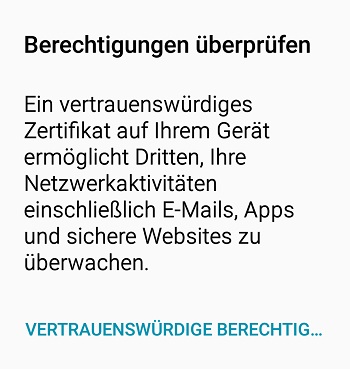 Berechtigungen überprüfen
Ein vertrauenswürdiges
Zertifikat auf Ihrem Gerät
ermöglicht Dritten, Ihre
Netzwerkaktivitäten
einschließlich E-Mails, Apps
und sichere Websites zu
überwachen.
VERTRAUENSWÜRDIGE BERECHTIG...